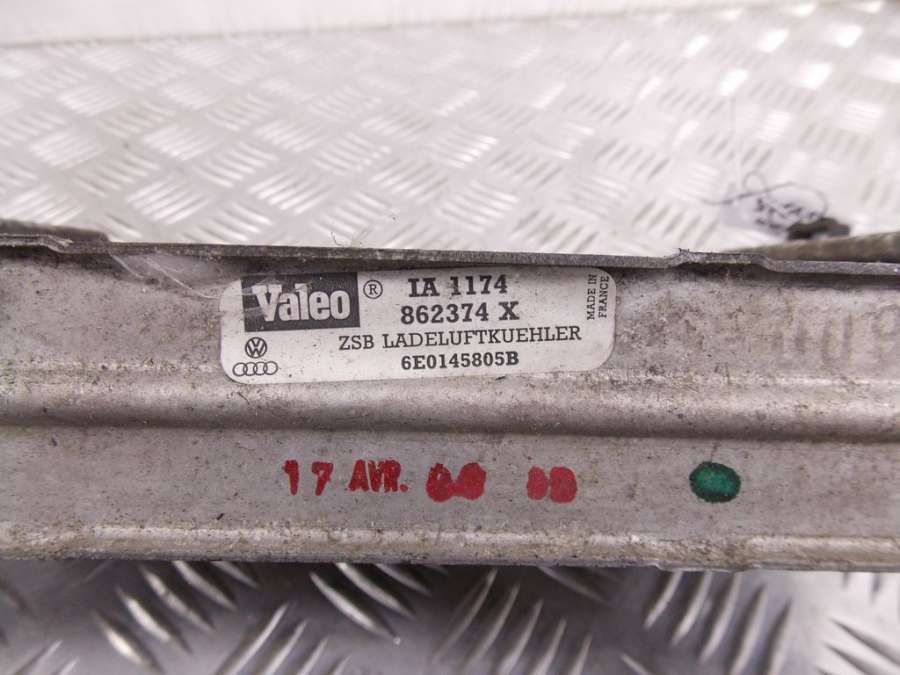 Valeo ® IA 1174
862374 X
ZSB LADELUFTKUEHLER
6E0145805B
MADE IN
FRANCE
17 AVR.